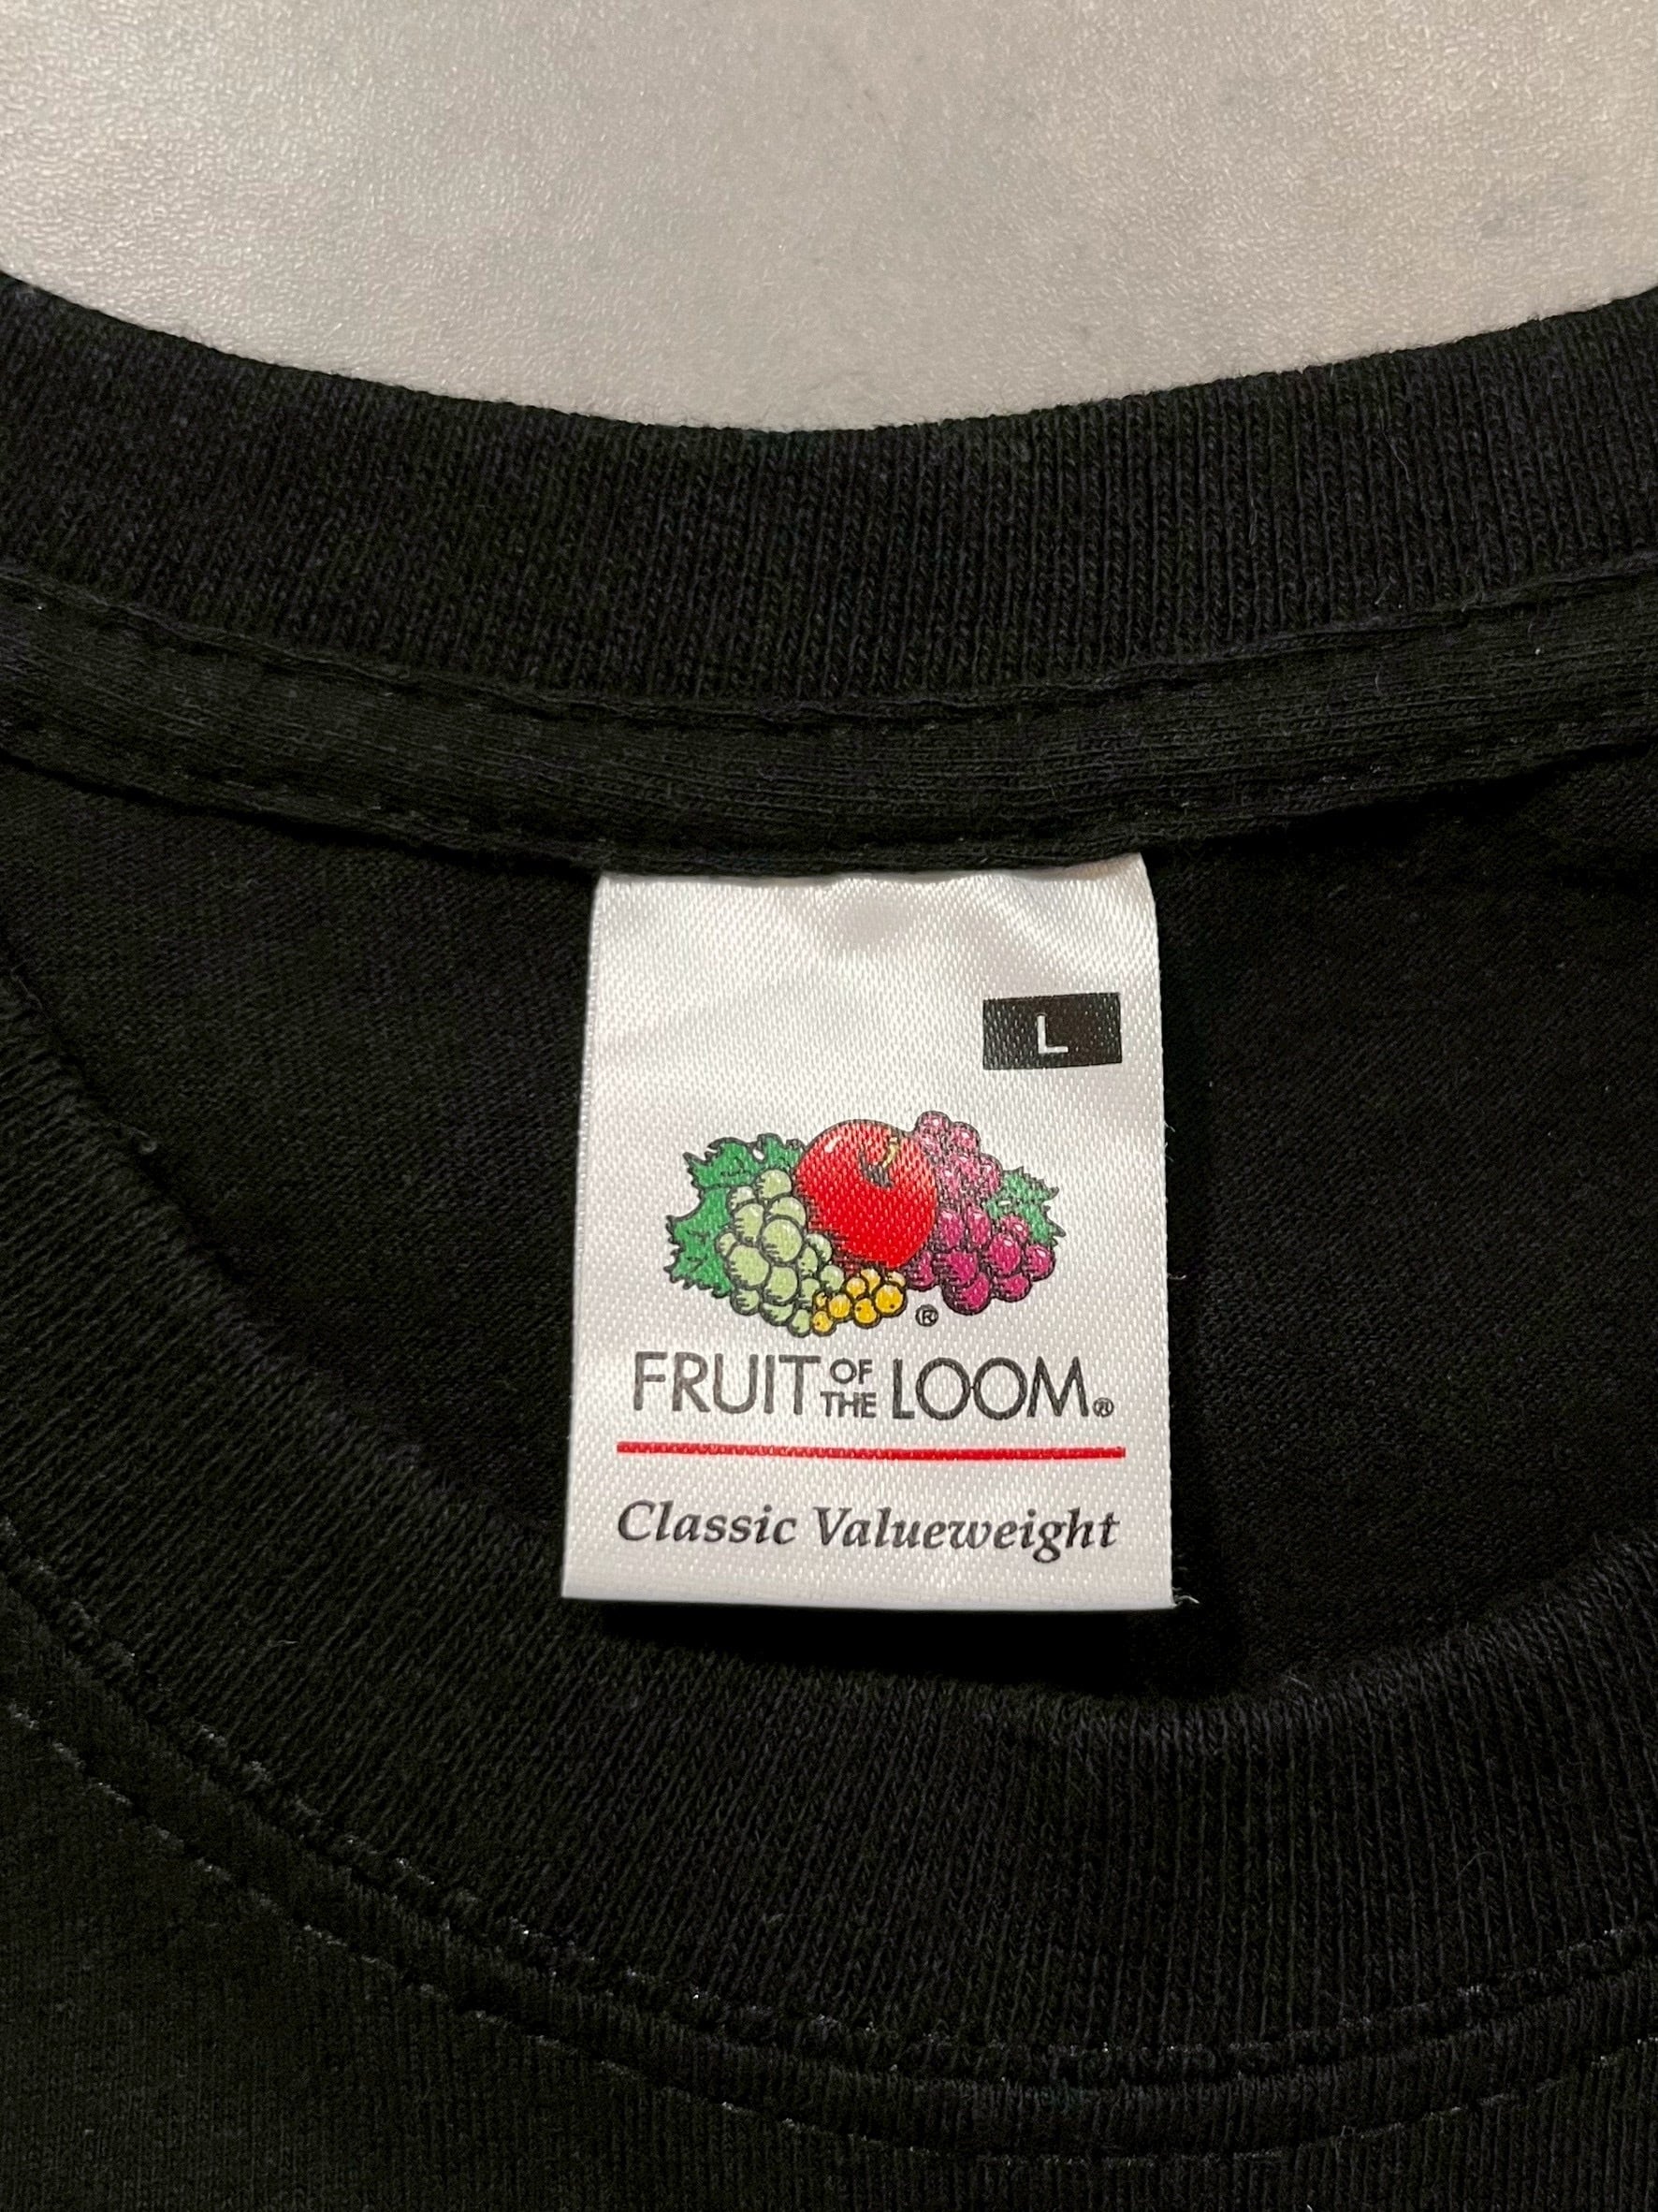 L
®
FRUIT OF THE LOOM®
Classic Valueweight